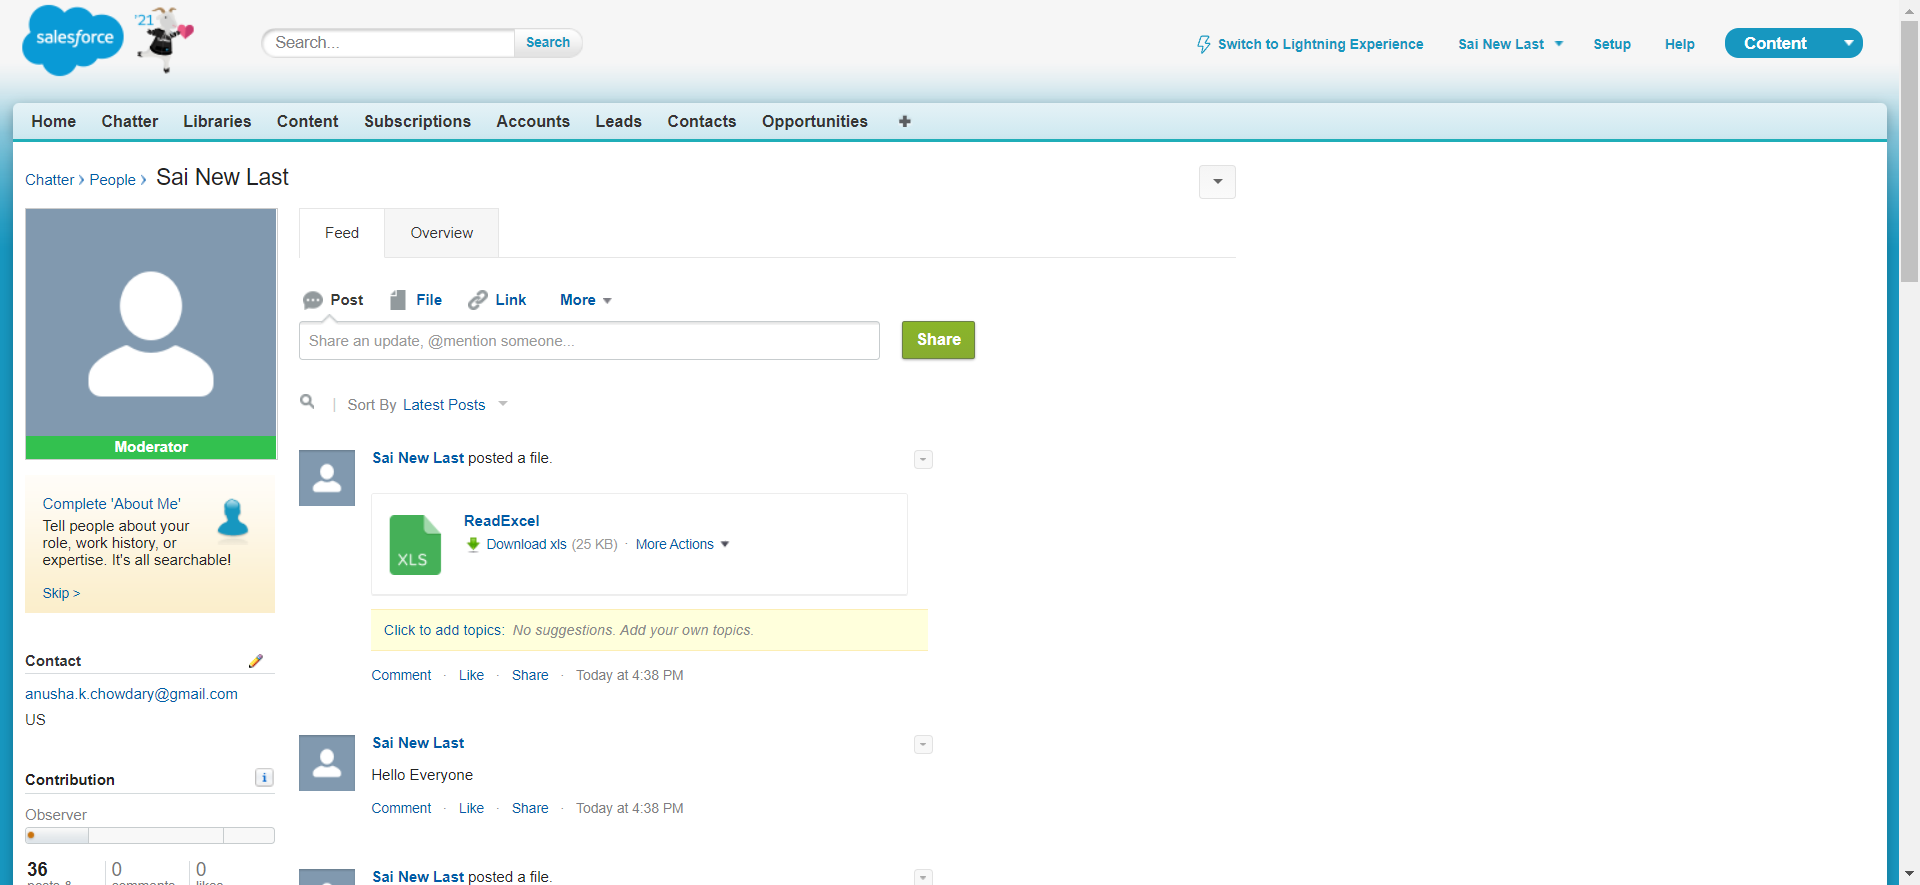 salesforce
'21
Search...
Search
Switch to Lightning Experience
Sai New Last
Setup
Help
Content
Home
Chatter
Libraries
Content
Subscriptions
Accounts
Leads
Contacts
Opportunities
+
Chatter › People › Sai New Last
Moderator
Complete 'About Me'
Tell people about your
role, work history, or
expertise. It's all searchable!
Skip >
Contact
anusha.k.chowdary@gmail.com
US
Contribution
i
Observer
36
0
0
posts &
comments
likes
Feed
Overview
Post
File
Link
More
Share an update, @mention someone...
Share
| Sort By Latest Posts
Sai New Last posted a file.
XLS
ReadExcel
Download xls (25 KB) · More Actions
Click to add topics: No suggestions. Add your own topics.
Comment · Like · Share · Today at 4:38 PM
Sai New Last
Hello Everyone
Comment · Like · Share · Today at 4:38 PM
Sai New Last posted a file.